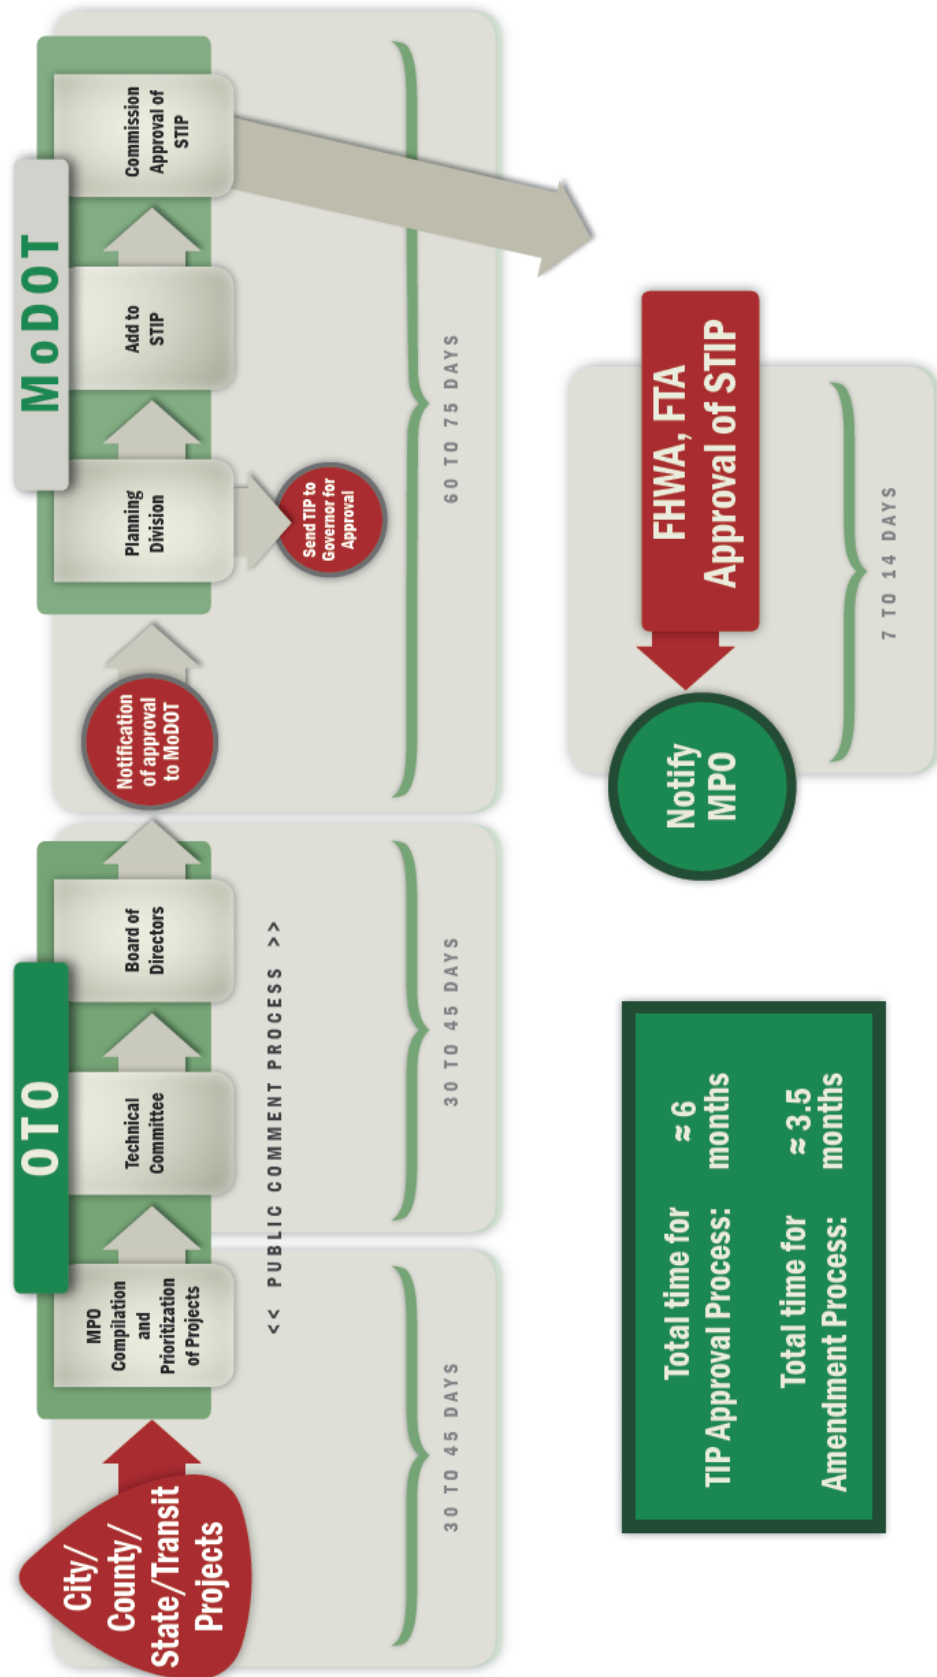 City/
County/
State/Transit
Projects
OTO
MPO
Compilation
and
Prioritization
of Projects
Technical
Committee
Board of
Directors
<< PUBLIC COMMENT PROCESS >>
30 TO 45 DAYS
30 TO 45 DAYS
Notification
of approval
to MoDOT
MoDOT
Planning
Division
Add to
STIP
Commission
Approval of
STIP
Send TIP to
Governor for
Approval
60 TO 75 DAYS
Total time for
TIP Approval Process:
≈ 6
months
Total time for
Amendment Process:
≈ 3.5
months
FHWA, FTA
Approval of STIP
Notify
MPO
7 TO 14 DAYS